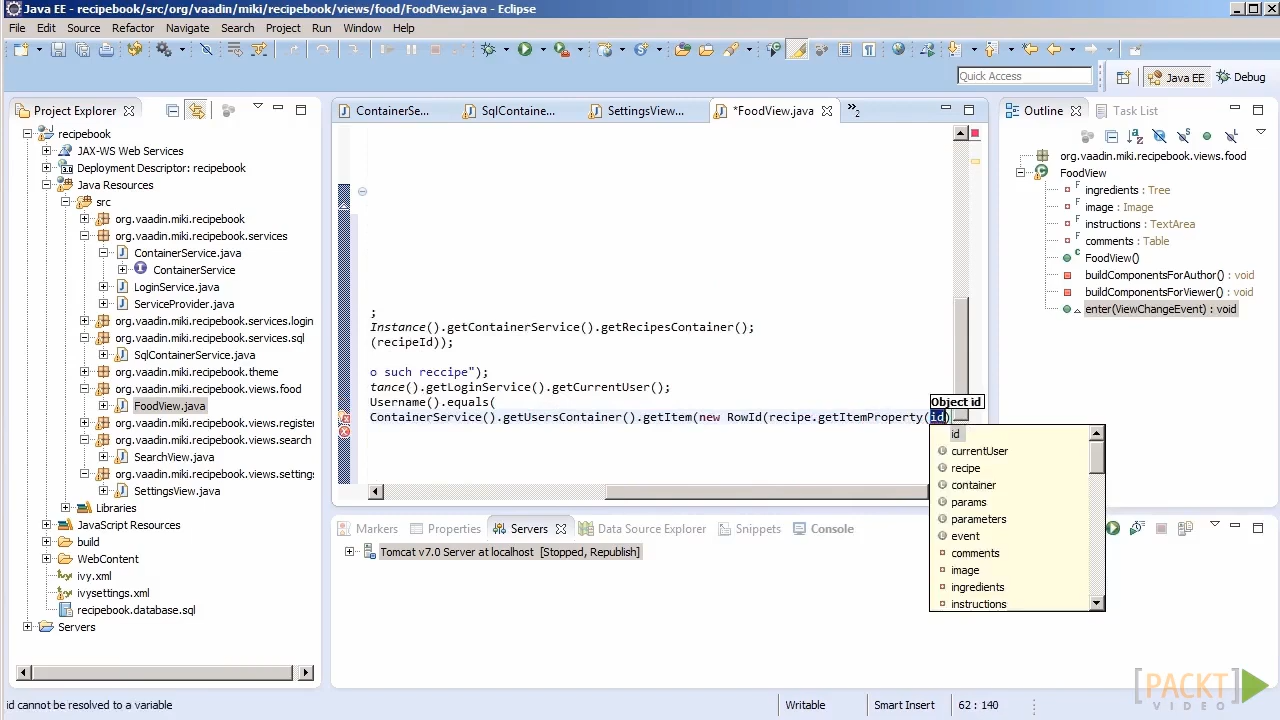 Java EE - recipebook/src/org/vaadin/miki/recipebook/views/food/FoodView.java - Eclipse
File Edit Source Refactor Navigate Search Project Run Window Help
Quick Access
Java EE
Debug
Project Explorer
recipebook
JAX-WS Web Services
Deployment Descriptor: recipebook
Java Resources
src
org.vaadin.miki.recipebook
org.vaadin.miki.recipebook.services
ContainerService.java
ContainerService
LoginService.java
ServiceProvider.java
org.vaadin.miki.recipebook.services.login
org.vaadin.miki.recipebook.services.sql
SqlContainerService.java
org.vaadin.miki.recipebook.theme
org.vaadin.miki.recipebook.views.food
FoodView.java
org.vaadin.miki.recipebook.views.register
org.vaadin.miki.recipebook.views.search
SearchView.java
org.vaadin.miki.recipebook.views.settings
SettingsView.java
Libraries
JavaScript Resources
build
WebContent
ivy.xml
ivysettings.xml
recipebook.database.sql
Servers
ContainerSe... SqlContaine... SettingsView... *FoodView.java »2
;
Instance().getContainerService().getRecipesContainer();
(recipeId));
o such reccipe");
tance().getLoginService().getCurrentUser();
Username().equals(
ContainerService().getUsersContainer().getItem(new RowId(recipe.getItemProperty(id)
Object id
id
currentUser
recipe
container
params
parameters
event
comments
image
ingredients
instructions
Outline Task List
org.vaadin.miki.recipebook.views.food
FoodView
ingredients : Tree
image : Image
instructions : TextArea
comments : Table
FoodView()
buildComponentsForAuthor() : void
buildComponentsForViewer() : void
enter(ViewChangeEvent) : void
Markers Properties Servers Data Source Explorer Snippets Console
Tomcat v7.0 Server at localhost [Stopped, Republish]
id cannot be resolved to a variable
Writable
Smart Insert
62 : 140
PACKT
VIDEO